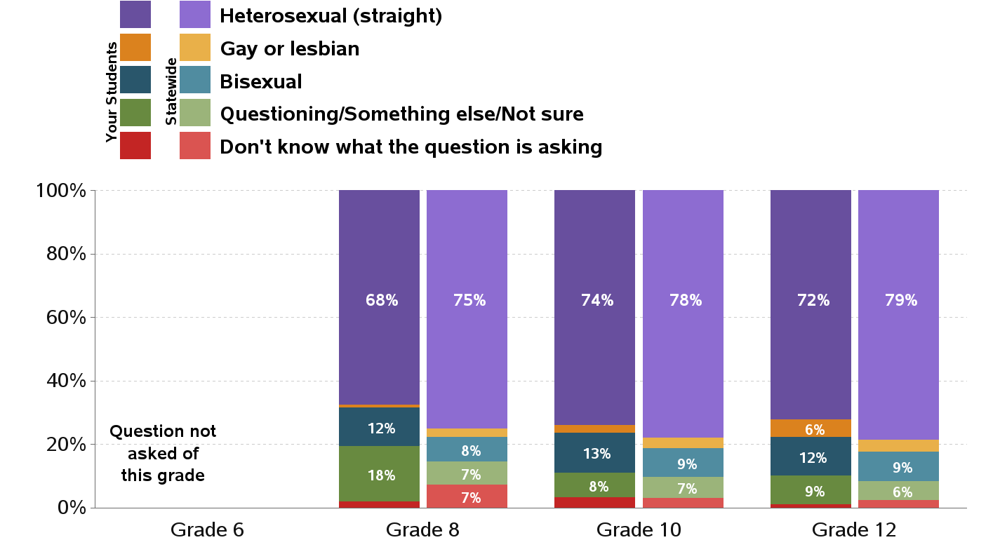 Your Students
Statewide
Heterosexual (straight)
Gay or lesbian
Bisexual
Questioning/Something else/Not sure
Don't know what the question is asking
100%
80%
60%
40%
20%
0%
Question not
asked of
this grade
68%
12%
18%
75%
8%
7%
7%
74%
13%
8%
78%
9%
7%
72%
6%
12%
9%
79%
9%
6%
Grade 6
Grade 8
Grade 10
Grade 12